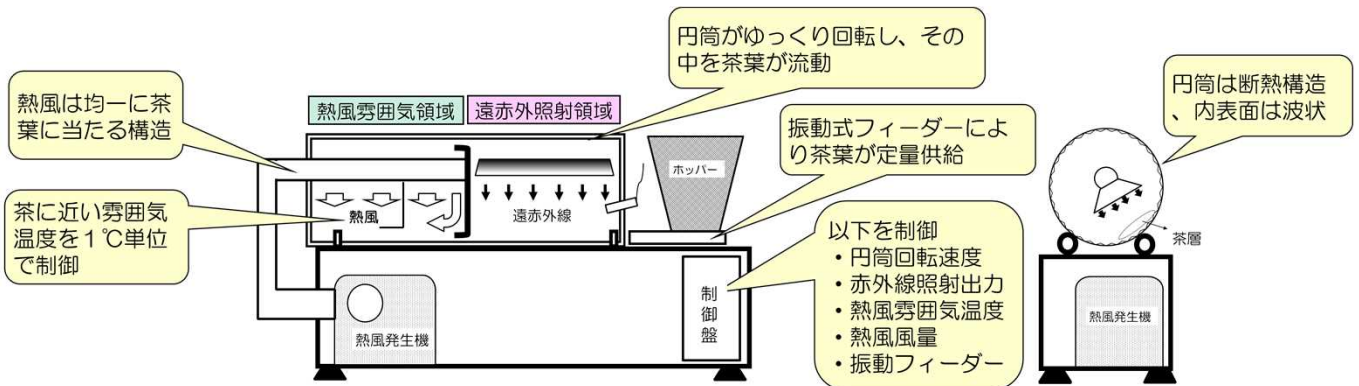 円筒がゆっくり回転し、その
中を茶葉が流動
熱風は均一に茶
葉に当たる構造
熱風雰囲気領域
遠赤外照射領域
円筒は断熱構造
、内表面は波状
振動式フィーダーによ
り茶葉が定量供給
ホッパー
茶に近い雰囲気
温度を1℃単位
で制御
熱風
遠赤外線
以下を制御
・円筒回転速度
・赤外線照射出力
・熱風雰囲気温度
・熱風風量
・振動フィーダー
茶層
制
御
盤
熱風発生機
熱風発生機